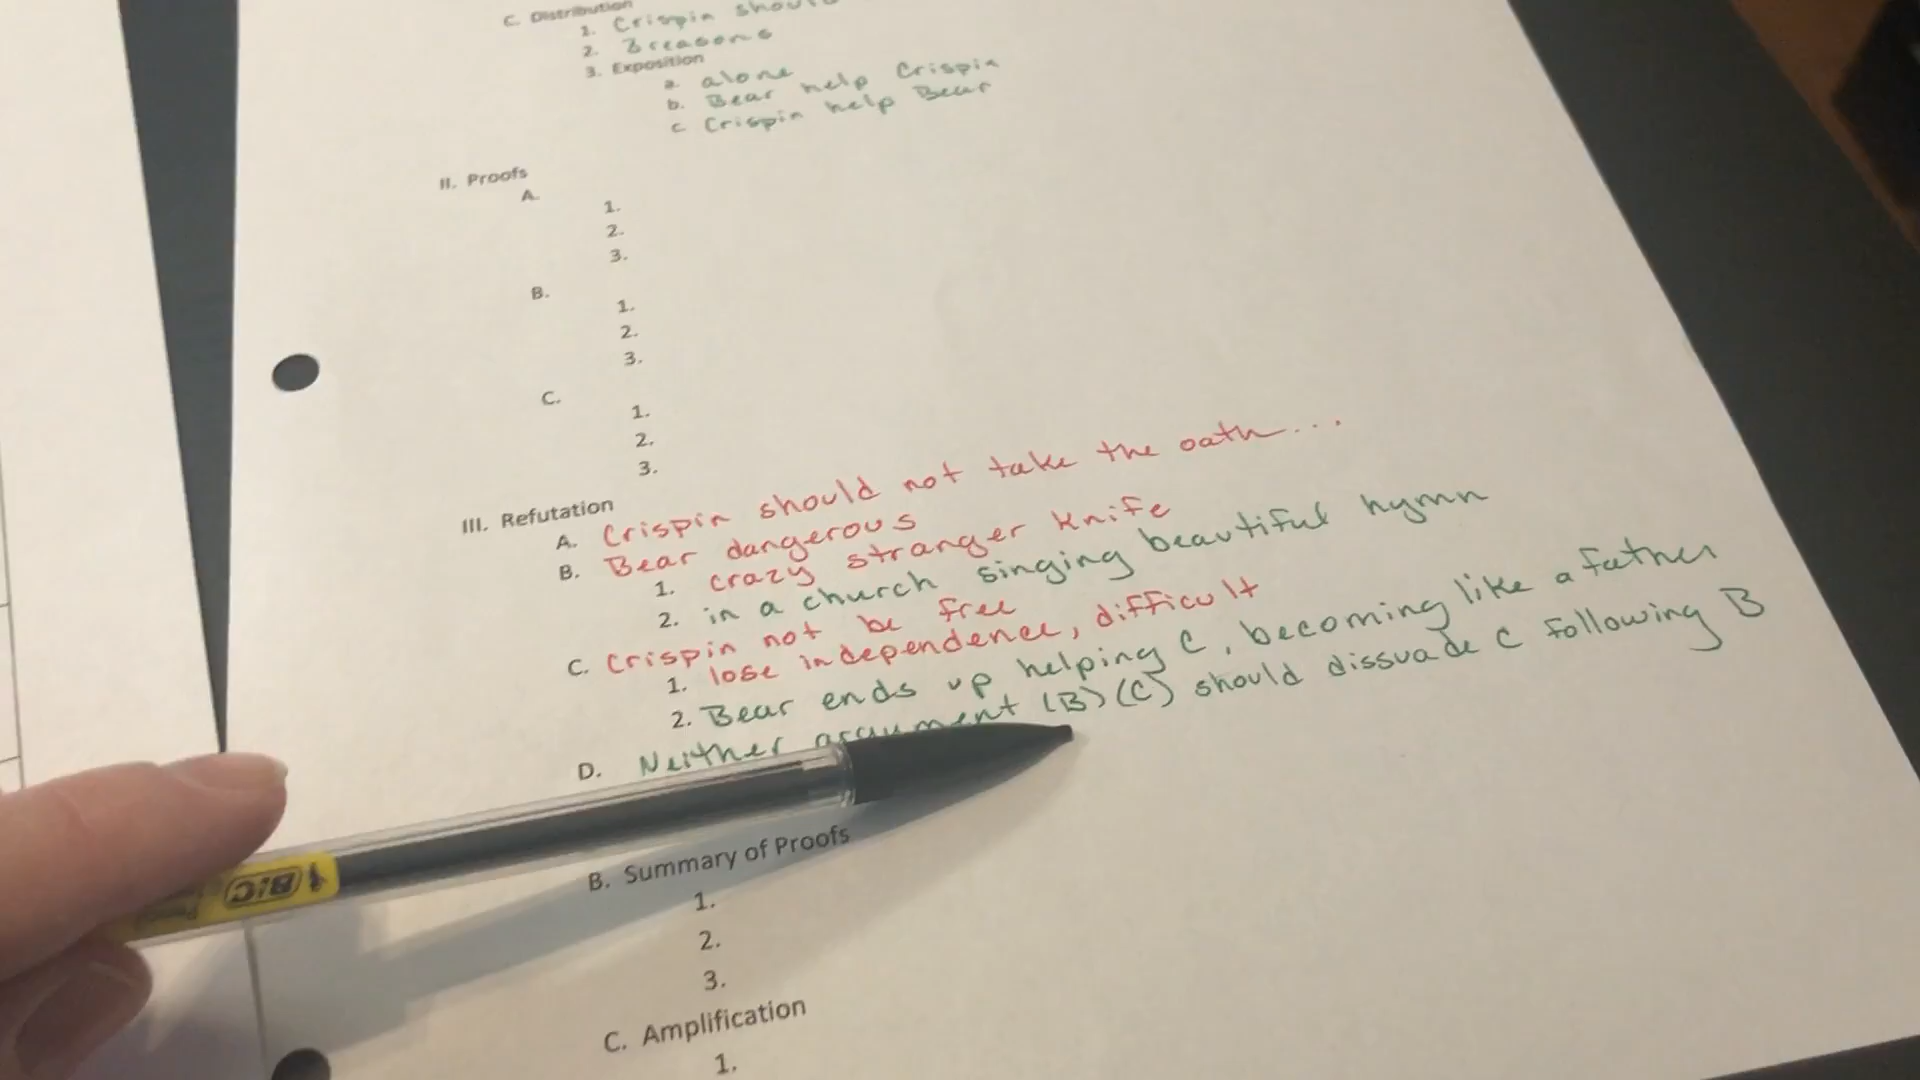 C. Distribution
1. Crispin should
2. 3 reasons
3. Exposition
a. alone
b. Bear help Crispin
c. Crispin help Bear
II. Proofs
A.
1.
2.
3.
B.
1.
2.
3.
C.
1.
2.
3.
III. Refutation
A. Crispin should not take the oath...
B. Bear dangerous
1. crazy stranger knife
2. in a church singing beautiful hymn
C. Crispin not be free
1. lose independence, difficult
2. Bear ends up helping C, becoming like a father
D. Neither argument (B) (C) should dissuade C following B
B. Summary of Proofs
1.
2.
3.
C. Amplification
1.
BIC